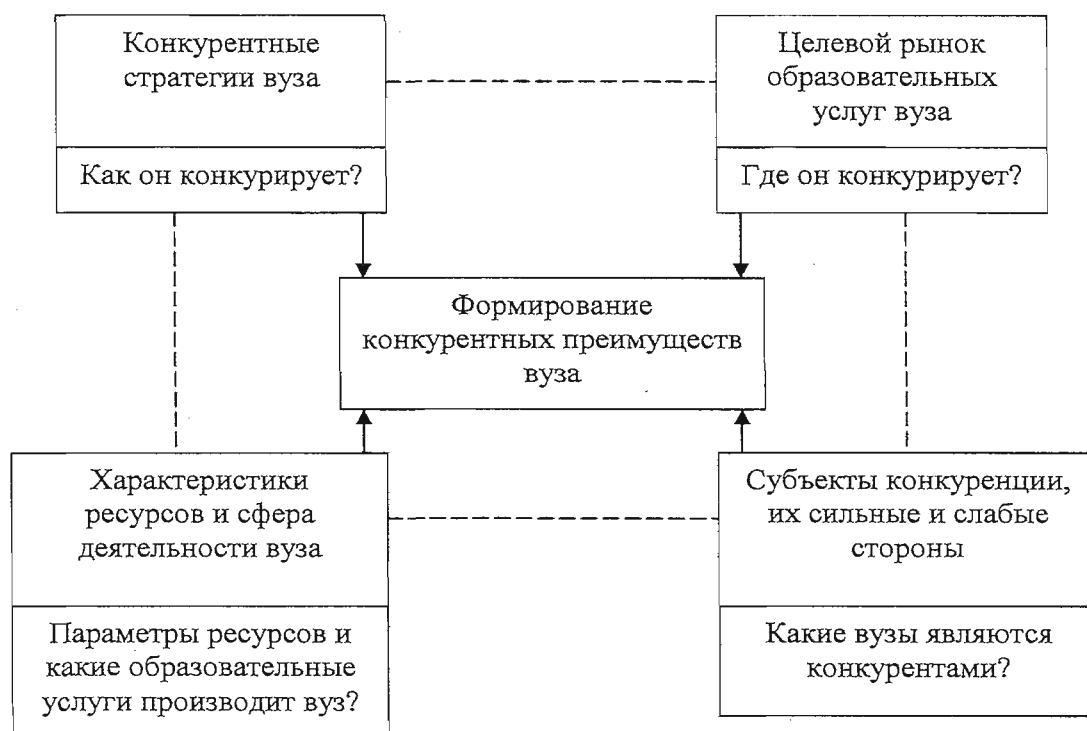 Конкурентные
стратегии вуза
Как он конкурирует?
Целевой рынок
образовательных
услуг вуза
Где он конкурирует?
Формирование
конкурентных преимуществ
вуза
Характеристики
ресурсов и сфера
деятельности вуза
Параметры ресурсов и
какие образовательные
услуги производит вуз?
Субъекты конкуренции,
их сильные и слабые
стороны
Какие вузы являются
конкурентами?